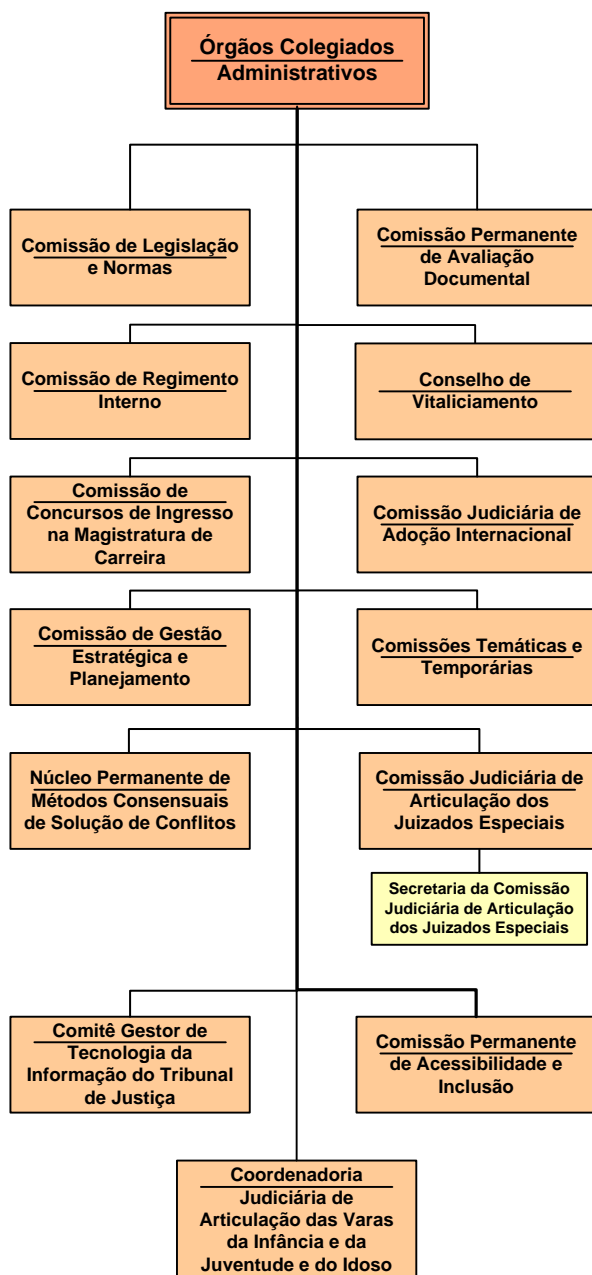 Órgãos Colegiados
Administrativos
Comissão de Legislação
e Normas
Comissão Permanente
de Avaliação
Documental
Comissão de Regimento
Interno
Conselho de
Vitaliciamento
Comissão de
Concursos de Ingresso
na Magistratura de
Carreira
Comissão Judiciária de
Adoção Internacional
Comissão de Gestão
Estratégica e
Planejamento
Comissões Temáticas e
Temporárias
Núcleo Permanente de
Métodos Consensuais
de Solução de Conflitos
Comissão Judiciária de
Articulação dos
Juizados Especiais
Secretaria da Comissão
Judiciária de Articulação
dos Juizados Especiais
Comitê Gestor de
Tecnologia da
Informação do Tribunal
de Justiça
Comissão Permanente
de Acessibilidade e
Inclusão
Coordenadoria
Judiciária de
Articulação das Varas
da Infância e da
Juventude e do Idoso